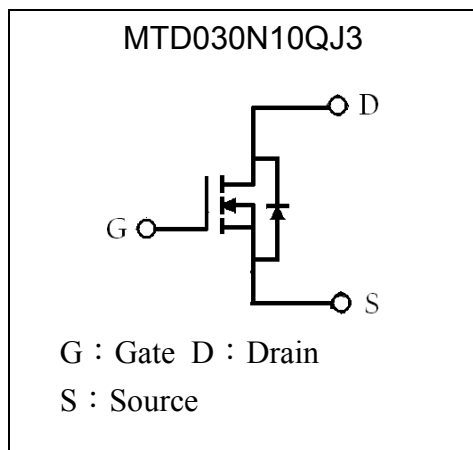 MTD030N10QJ3
D
G
S
G：Gate D：Drain
S：Source